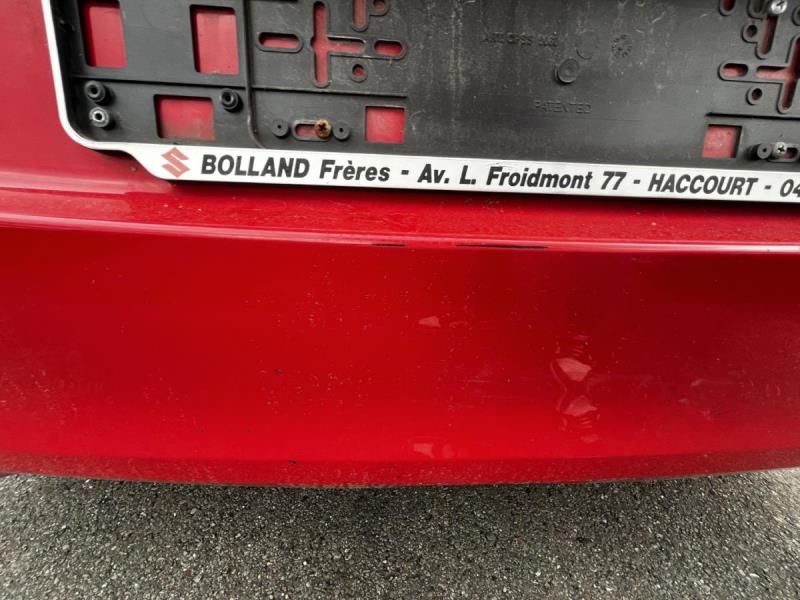 PATENTED
BOLLAND Frères - Av. L. Froidmont 77 - HACCOURT - 04